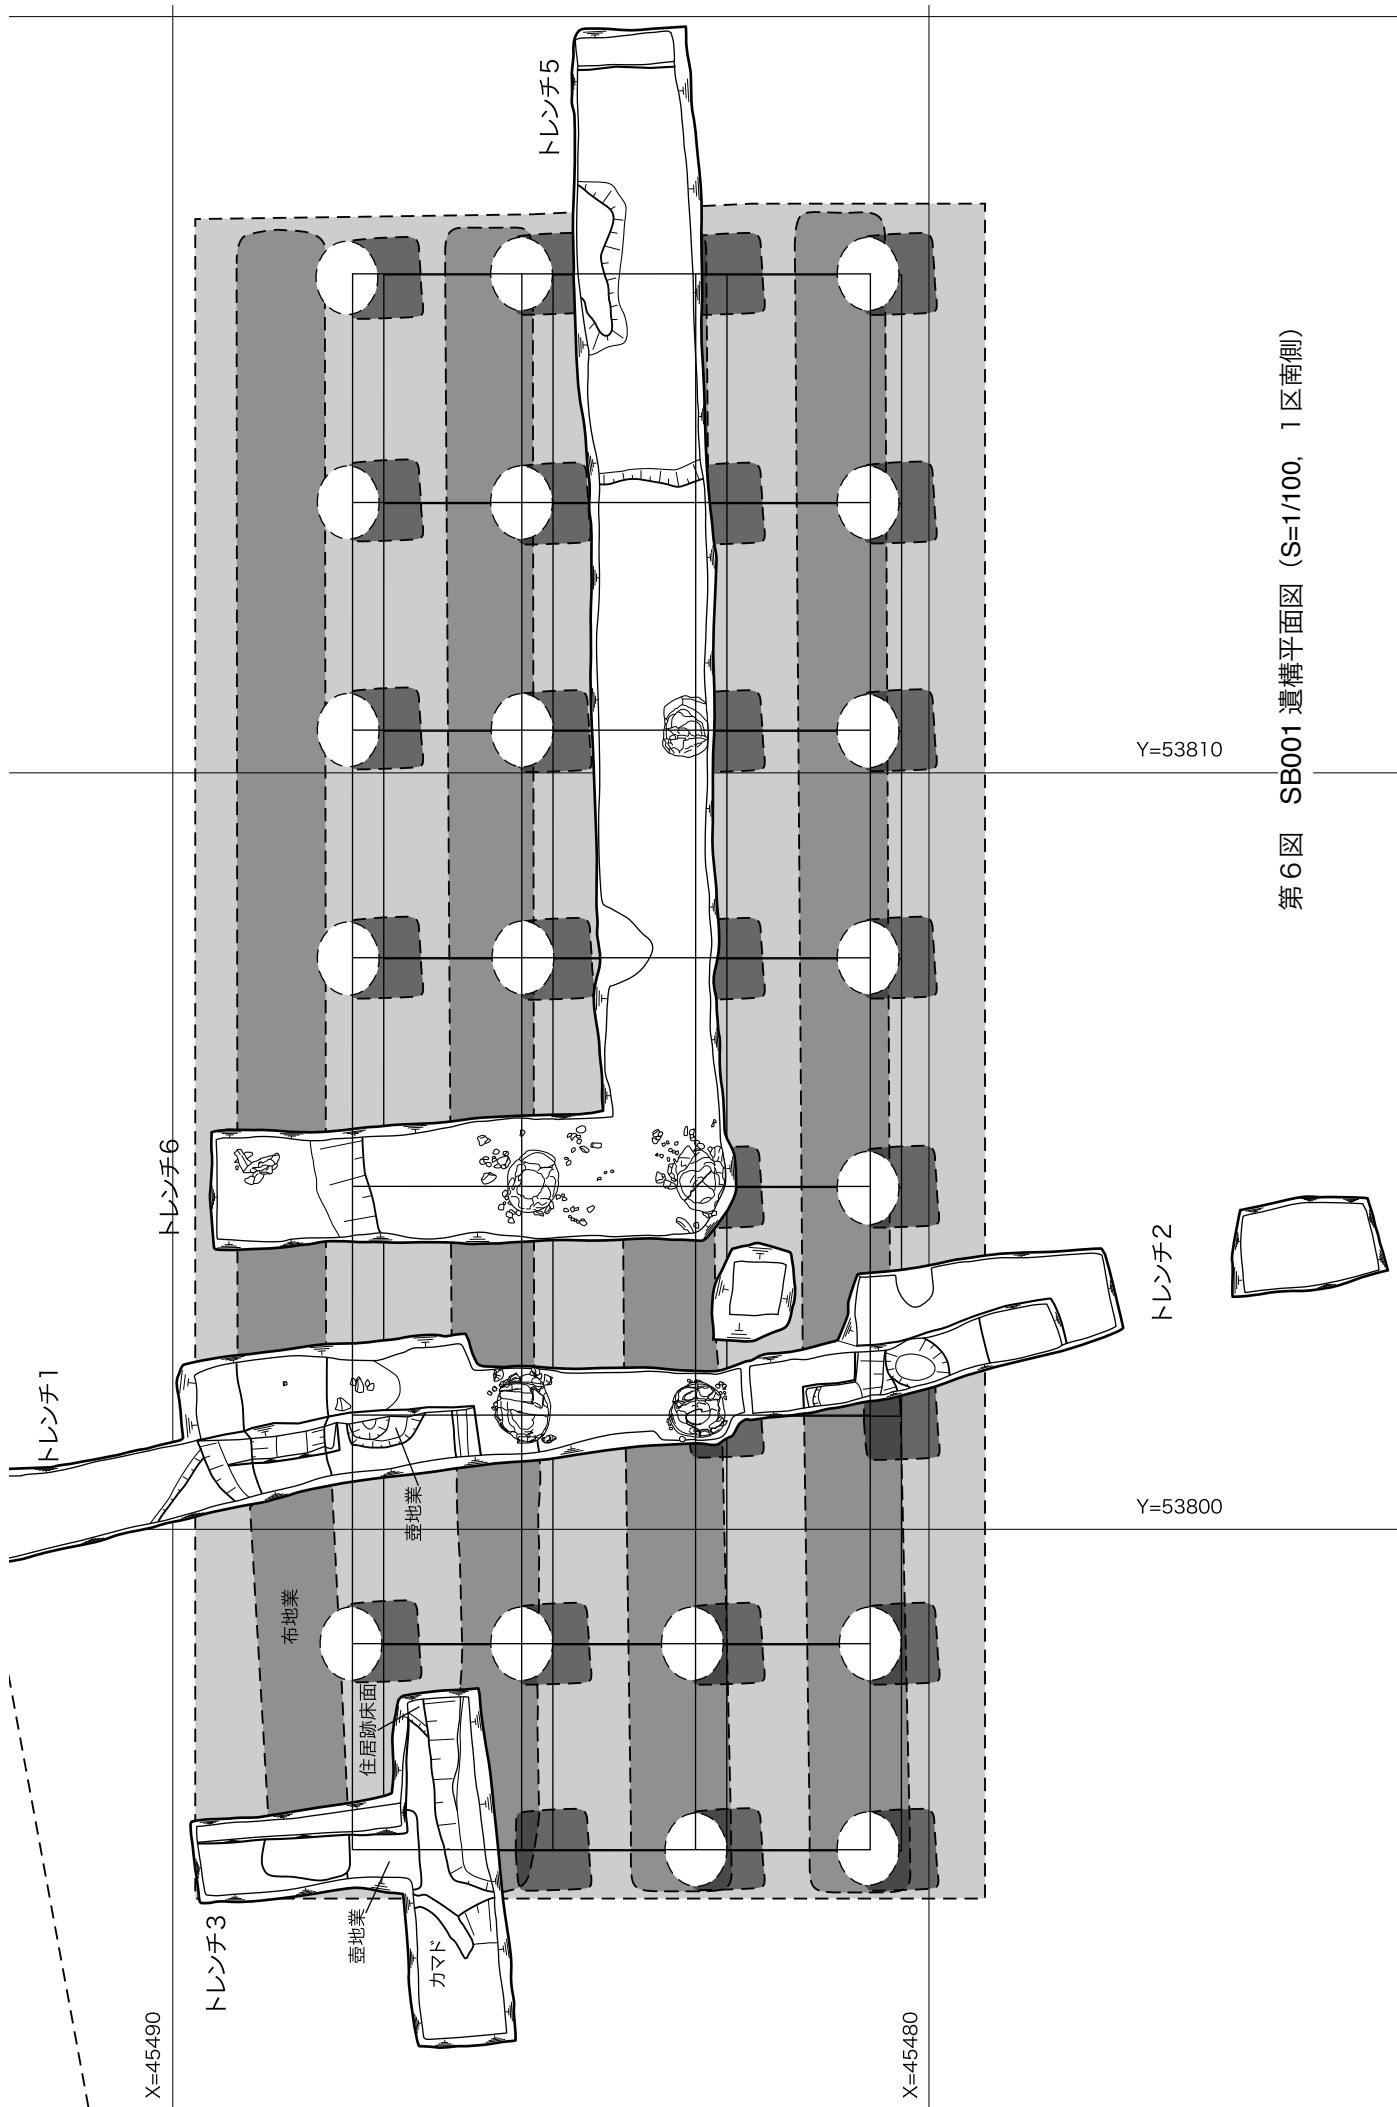 トレンチ5
トレンチ6
トレンチ1
トレンチ2
トレンチ3
壺地業
布地業
住居跡床面
壺地業
カマド
Y=53810
Y=53800
X=45490
X=45480
第6図 SB001 遺構平面図（S=1/100, 1区南側）